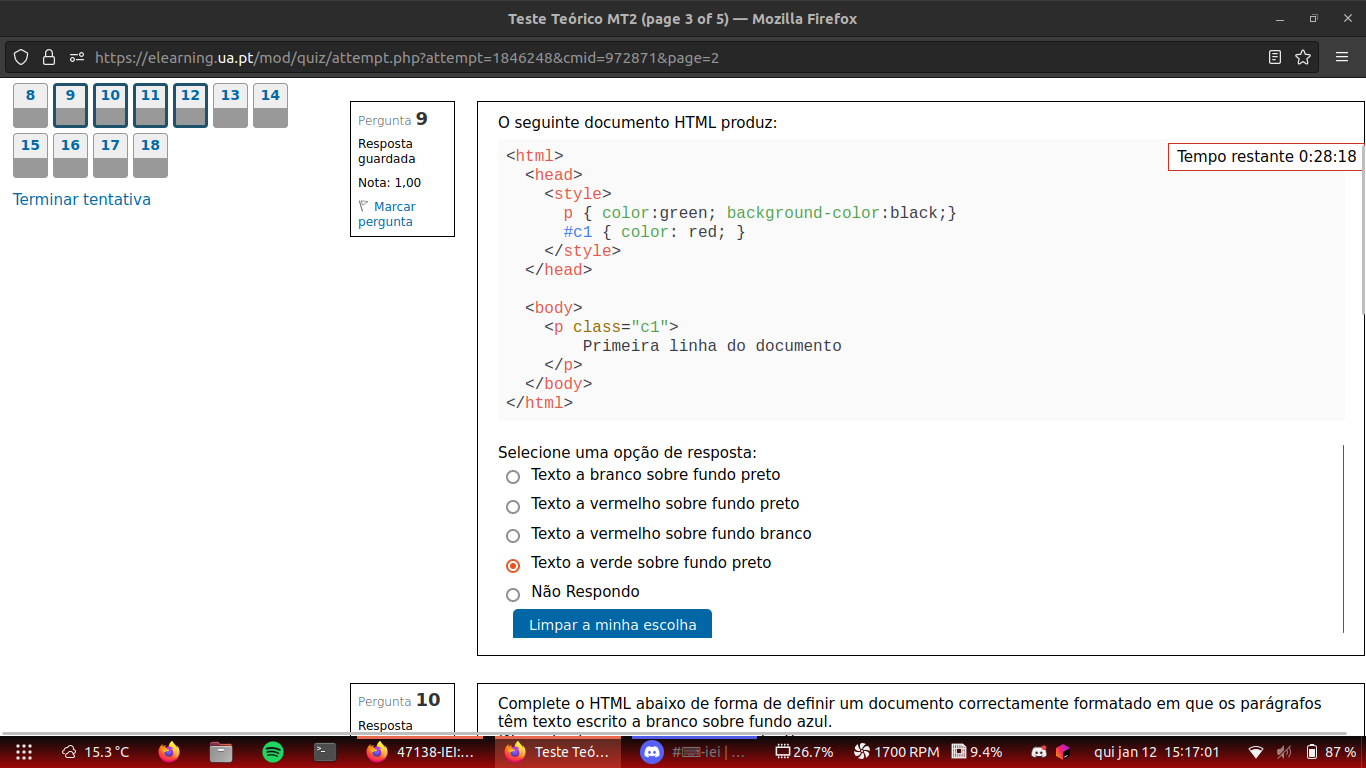 Teste Teórico MT2 (page 3 of 5) — Mozilla Firefox
https://elearning.ua.pt/mod/quiz/attempt.php?attempt=1846248&cmid=972871&page=2
8 9 10 11 12 13 14
15 16 17 18
Terminar tentativa
Pergunta 9
Resposta
guardada
Nota: 1,00
Marcar
pergunta
O seguinte documento HTML produz:
Tempo restante 0:28:18
<html>
<head>
<style>
p { color:green; background-color:black;}
#c1 { color: red; }
</style>
</head>
<body>
<p class="c1">
Primeira linha do documento
</p>
</body>
</html>
Selecione uma opção de resposta:
Texto a branco sobre fundo preto
Texto a vermelho sobre fundo preto
Texto a vermelho sobre fundo branco
Texto a verde sobre fundo preto
Não Respondo
Limpar a minha escolha
Pergunta 10
Resposta
Complete o HTML abaixo de forma de definir um documento correctamente formatado em que os parágrafos
têm texto escrito a branco sobre fundo azul.
15.3 °C 47138-IEI:... Teste Teó... #⌨-iei | ... 26.7% 1700 RPM 9.4% qui jan 12 15:17:01 87 %